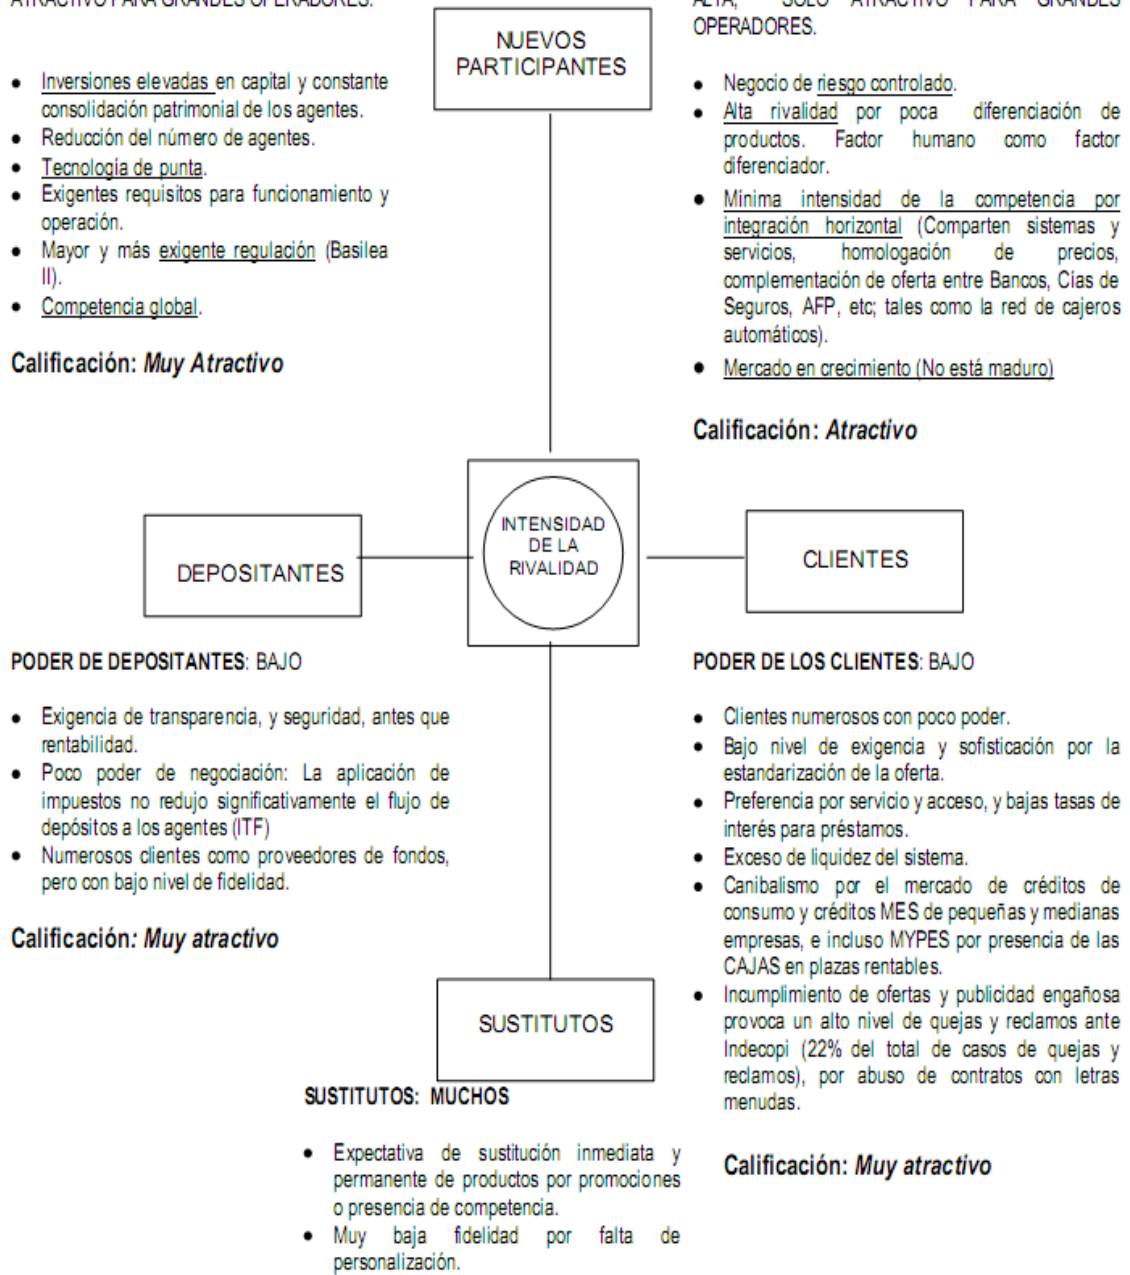 ATRACTIVO PARA GRANDES OPERADORES.
● Inversiones elevadas en capital y constante
consolidación patrimonial de los agentes.
● Reducción del número de agentes.
● Tecnología de punta.
● Exigentes requisitos para funcionamiento y
operación.
● Mayor y más exigente regulación (Basilea
II).
● Competencia global.
Calificación: Muy Atractivo
NUEVOS
PARTICIPANTES
ALTA, SOLO ATRACTIVO PARA GRANDES
OPERADORES.
● Negocio de riesgo controlado.
● Alta rivalidad por poca diferenciación de
productos. Factor humano como factor
diferenciador.
● Mínima intensidad de la competencia por
integración horizontal (Comparten sistemas y
servicios, homologación de precios,
complementación de oferta entre Bancos, Cías de
Seguros, AFP, etc; tales como la red de cajeros
automáticos).
● Mercado en crecimiento (No está maduro)
Calificación: Atractivo
DEPOSITANTES
INTENSIDAD
DE LA
RIVALIDAD
CLIENTES
PODER DE DEPOSITANTES: BAJO
● Exigencia de transparencia, y seguridad, antes que
rentabilidad.
● Poco poder de negociación: La aplicación de
impuestos no redujo significativamente el flujo de
depósitos a los agentes (ITF)
● Numerosos clientes como proveedores de fondos,
pero con bajo nivel de fidelidad.
Calificación: Muy atractivo
PODER DE LOS CLIENTES: BAJO
● Clientes numerosos con poco poder.
● Bajo nivel de exigencia y sofisticación por la
estandarización de la oferta.
● Preferencia por servicio y acceso, y bajas tasas de
interés para préstamos.
● Exceso de liquidez del sistema.
● Canibalismo por el mercado de créditos de
consumo y créditos MES de pequeñas y medianas
empresas, e incluso MYPES por presencia de las
CAJAS en plazas rentables.
● Incumplimiento de ofertas y publicidad engañosa
provoca un alto nivel de quejas y reclamos ante
Indecopi (22% del total de casos de quejas y
reclamos), por abuso de contratos con letras
menudas.
Calificación: Muy atractivo
SUSTITUTOS
SUSTITUTOS: MUCHOS
● Expectativa de sustitución inmediata y
permanente de productos por promociones
o presencia de competencia.
● Muy baja fidelidad por falta de
personalización.